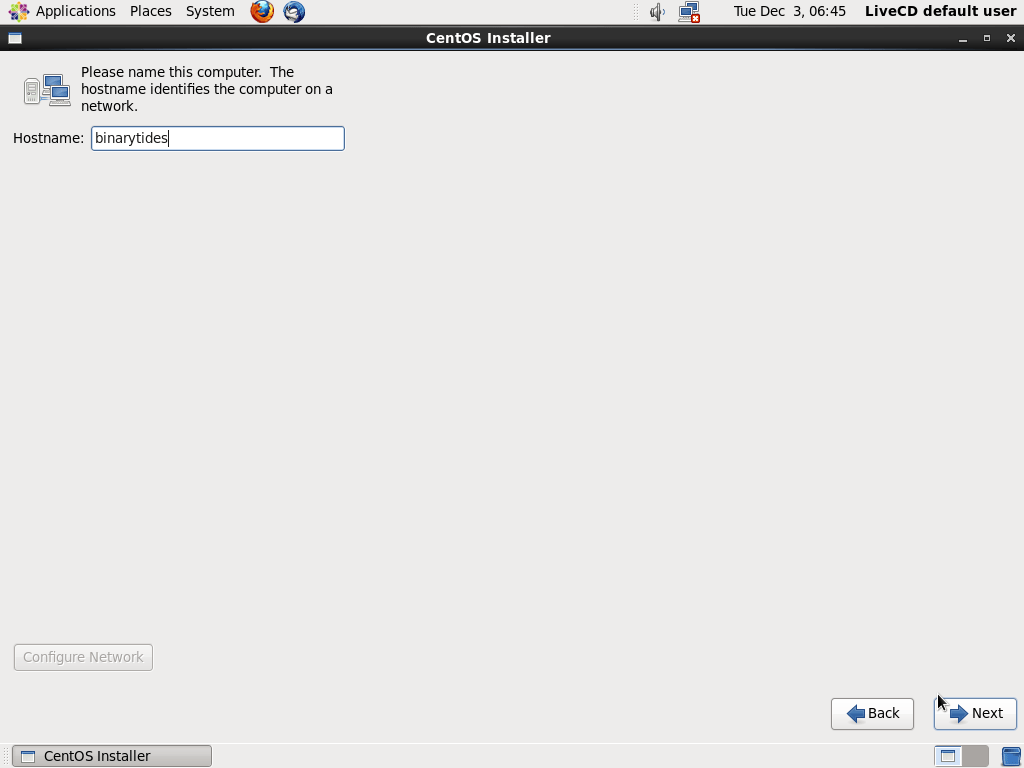 Applications Places System Tue Dec 3, 06:45 LiveCD default user
CentOS Installer
Please name this computer. The
hostname identifies the computer on a
network.
Hostname: binarytides
Configure Network
Back Next
CentOS Installer